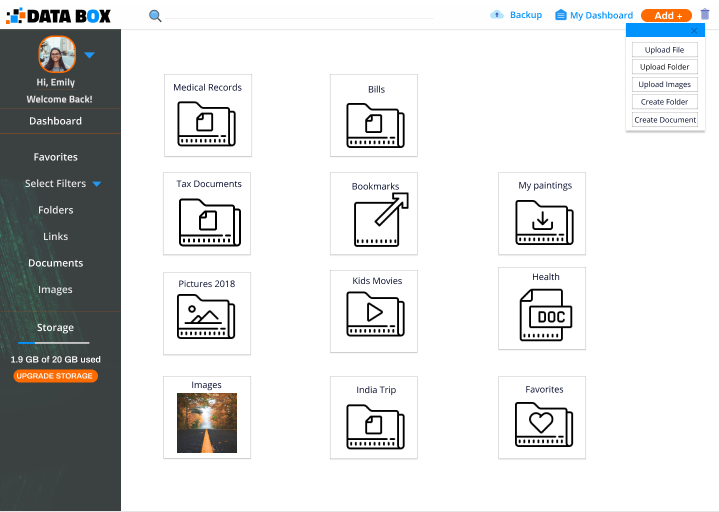 DATA BOX
Backup
My Dashboard
Add +
Upload File
Upload Folder
Upload Images
Create Folder
Create Document
Hi, Emily
Welcome Back!
Dashboard
Favorites
Select Filters
Folders
Links
Documents
Images
Storage
1.9 GB of 20 GB used
UPGRADE STORAGE
Medical Records
Bills
Tax Documents
Bookmarks
My paintings
Pictures 2018
Kids Movies
Health
DOC
Images
India Trip
Favorites